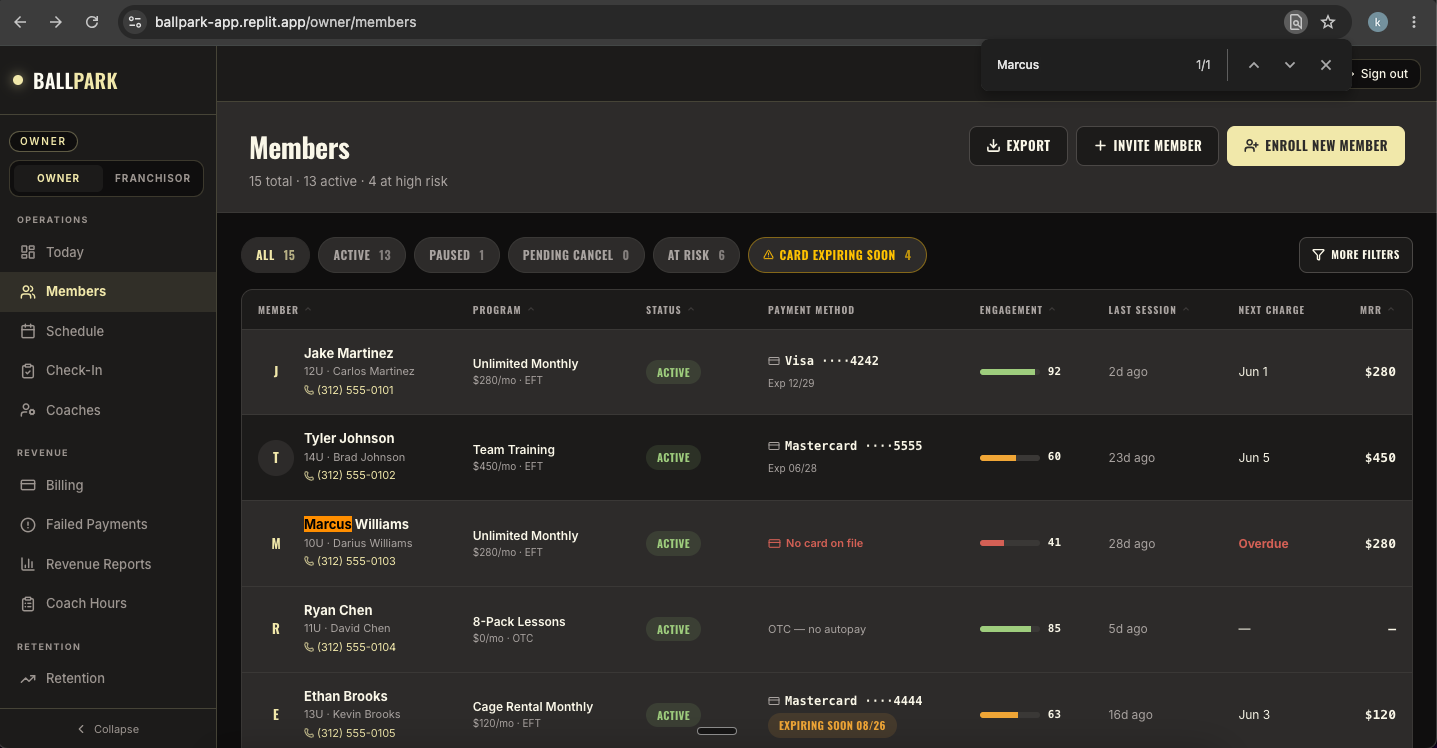 ballpark-app.replit.app/owner/members
k
Marcus 1/1
Sign out
BALLPARK
OWNER
OWNER FRANCHISOR
OPERATIONS
Today
Members
Schedule
Check-In
Coaches
REVENUE
Billing
Failed Payments
Revenue Reports
Coach Hours
RETENTION
Retention
Collapse
Members
15 total · 13 active · 4 at high risk
EXPORT
INVITE MEMBER
ENROLL NEW MEMBER
ALL 15
ACTIVE 13
PAUSED 1
PENDING CANCEL 0
AT RISK 6
CARD EXPIRING SOON 4
MORE FILTERS
MEMBER PROGRAM STATUS PAYMENT METHOD ENGAGEMENT LAST SESSION NEXT CHARGE MRR
J
Jake Martinez
12U · Carlos Martinez
(312) 555-0101
Unlimited Monthly
$280/mo · EFT
ACTIVE
Visa ····4242
Exp 12/29
92
2d ago
Jun 1
$280
T
Tyler Johnson
14U · Brad Johnson
(312) 555-0102
Team Training
$450/mo · EFT
ACTIVE
Mastercard ····5555
Exp 06/28
60
23d ago
Jun 5
$450
M
Marcus Williams
10U · Darius Williams
(312) 555-0103
Unlimited Monthly
$280/mo · EFT
ACTIVE
No card on file
41
28d ago
Overdue
$280
R
Ryan Chen
11U · David Chen
(312) 555-0104
8-Pack Lessons
$0/mo · OTC
ACTIVE
OTC — no autopay
85
5d ago
—
–
E
Ethan Brooks
13U · Kevin Brooks
(312) 555-0105
Cage Rental Monthly
$120/mo · EFT
ACTIVE
Mastercard ····4444
EXPIRING SOON 08/26
63
16d ago
Jun 3
$120